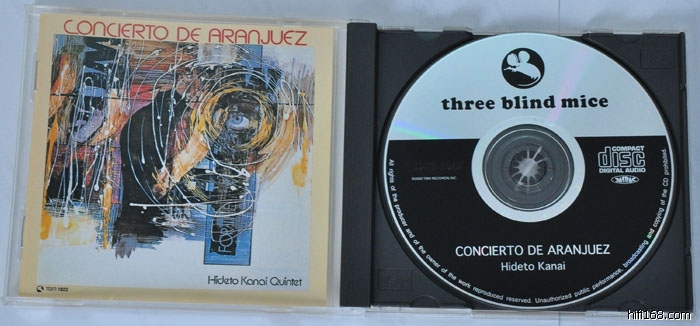 CONCIERTO DE ARANJUEZ
Hideto Kanai Quintet
three blind mice
COMPACT
disc
DIGITAL AUDIO
CONCIERTO DE ARANJUEZ
Hideto Kanai
All rights of the producer and of the owner of the work reproduced reserved. Unauthorized public performance, broadcasting and copying of the CD prohibited.
hifi168.com